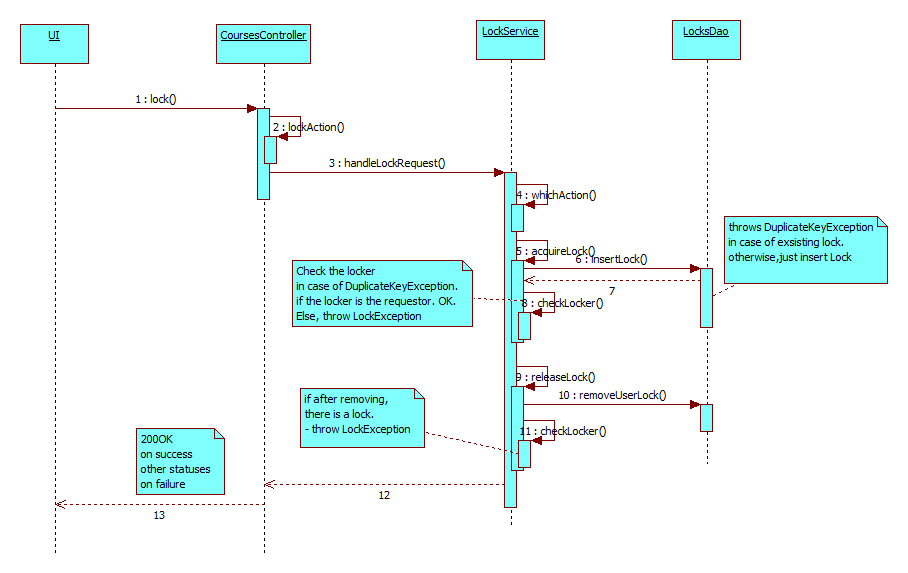 UI
CoursesController
LockService
LocksDao
1 : lock()
2 : lockAction()
3 : handleLockRequest()
4 : whichAction()
5 : acquireLock()
6 : insertLock()
throws DuplicateKeyException
in case of exsisting lock.
otherwise,just insert Lock
7
Check the locker
in case of DuplicateKeyException.
if the locker is the requestor. OK.
Else, throw LockException
8 : checkLocker()
9 : releaseLock()
10 : removeUserLock()
if after removing,
there is a lock.
- throw LockException
11 : checkLocker()
200OK
on success
other statuses
on failure
12
13